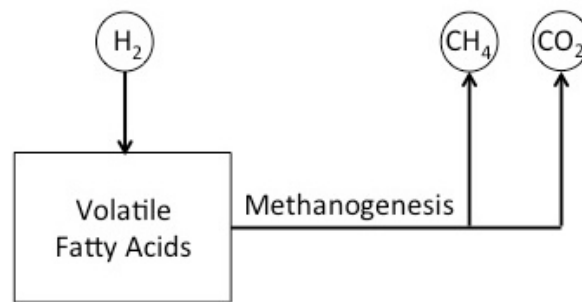 H₂
CH₄
CO₂
Volatile
Fatty Acids
Methanogenesis